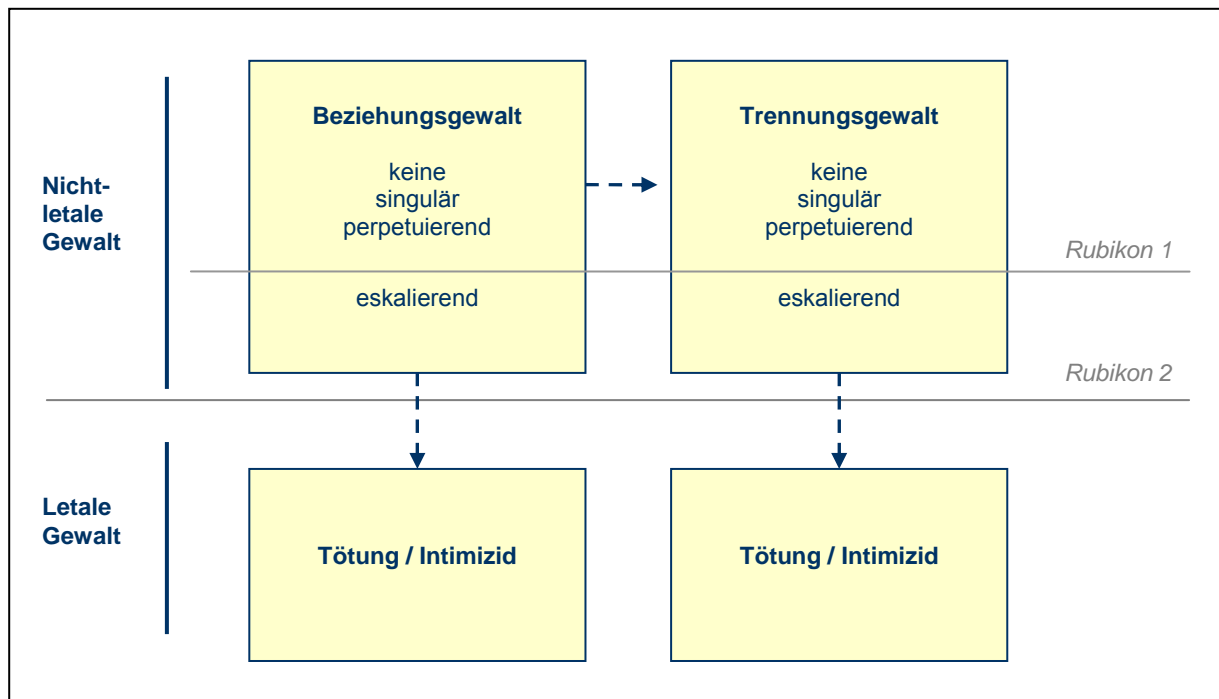 Beziehungsgewalt
keine
singulär
perpetuierend
eskalierend
Trennungsgewalt
keine
singulär
perpetuierend
eskalierend
Nicht-
letale
Gewalt
Rubikon 1
Rubikon 2
Letale
Gewalt
Tötung / Intimizid
Tötung / Intimizid